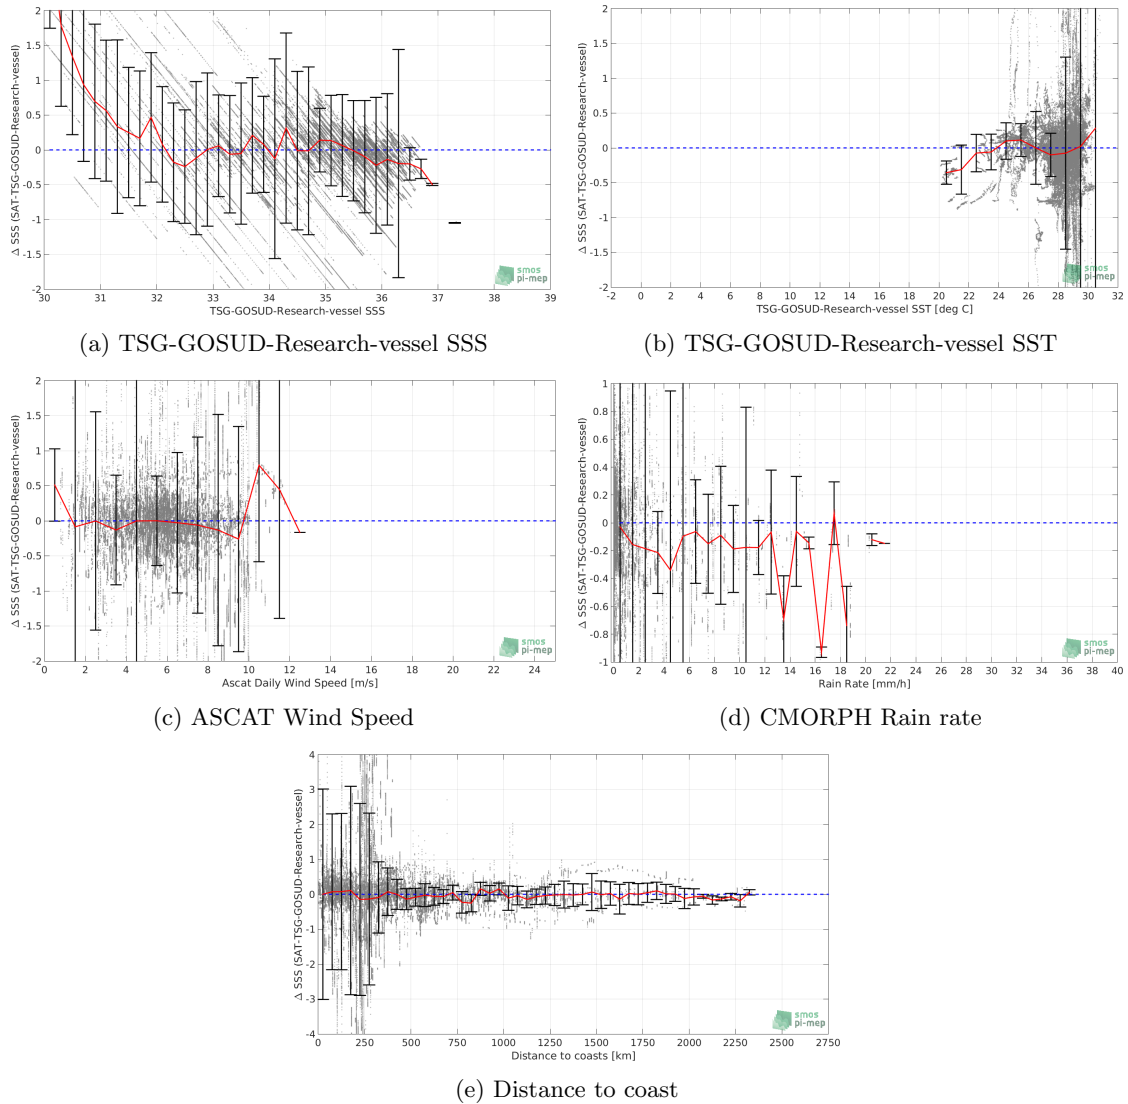 2
1.5
1
0.5
0
-0.5
-1
-1.5
-2
Δ SSS (SAT-TSG-GOSUD-Research-vessel)
30 31 32 33 34 35 36 37 38 39
TSG-GOSUD-Research-vessel SSS
smos
pi-mep
(a) TSG-GOSUD-Research-vessel SSS
2
1.5
1
0.5
0
-0.5
-1
-1.5
-2
Δ SSS (SAT-TSG-GOSUD-Research-vessel)
-2 0 2 4 6 8 10 12 14 16 18 20 22 24 26 28 30 32
TSG-GOSUD-Research-vessel SST [deg C]
smos
pi-mep
(b) TSG-GOSUD-Research-vessel SST
2
1.5
1
0.5
0
-0.5
-1
-1.5
-2
Δ SSS (SAT-TSG-GOSUD-Research-vessel)
0 2 4 6 8 10 12 14 16 18 20 22 24
Ascat Daily Wind Speed [m/s]
smos
pi-mep
(c) ASCAT Wind Speed
1
0.8
0.6
0.4
0.2
0
-0.2
-0.4
-0.6
-0.8
-1
Δ SSS (SAT-TSG-GOSUD-Research-vessel)
0 2 4 6 8 10 12 14 16 18 20 22 24 26 28 30 32 34 36 38 40
Rain Rate [mm/h]
smos
pi-mep
(d) CMORPH Rain rate
4
3
2
1
0
-1
-2
-3
-4
Δ SSS (SAT-TSG-GOSUD-Research-vessel)
0 250 500 750 1000 1250 1500 1750 2000 2250 2500 2750
Distance to coasts [km]
smos
pi-mep
(e) Distance to coast